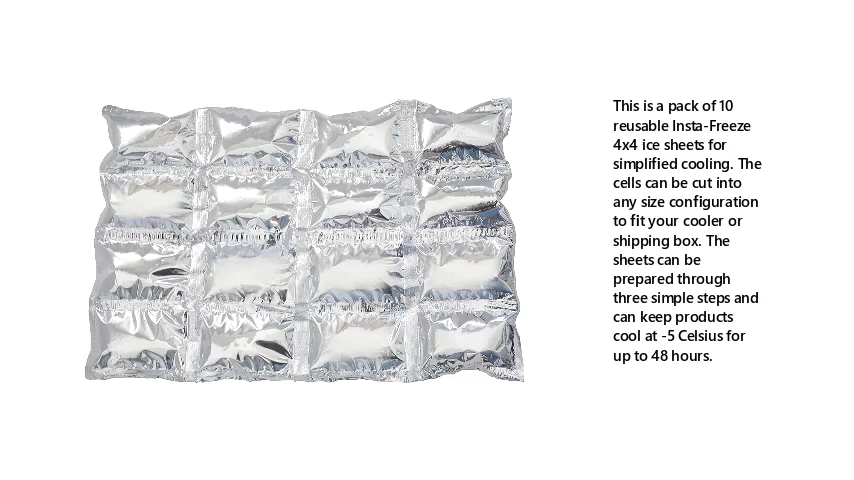 This is a pack of 10
reusable Insta-Freeze
4x4 ice sheets for
simplified cooling. The
cells can be cut into
any size configuration
to fit your cooler or
shipping box. The
sheets can be
prepared through
three simple steps and
can keep products
cool at -5 Celsius for
up to 48 hours.